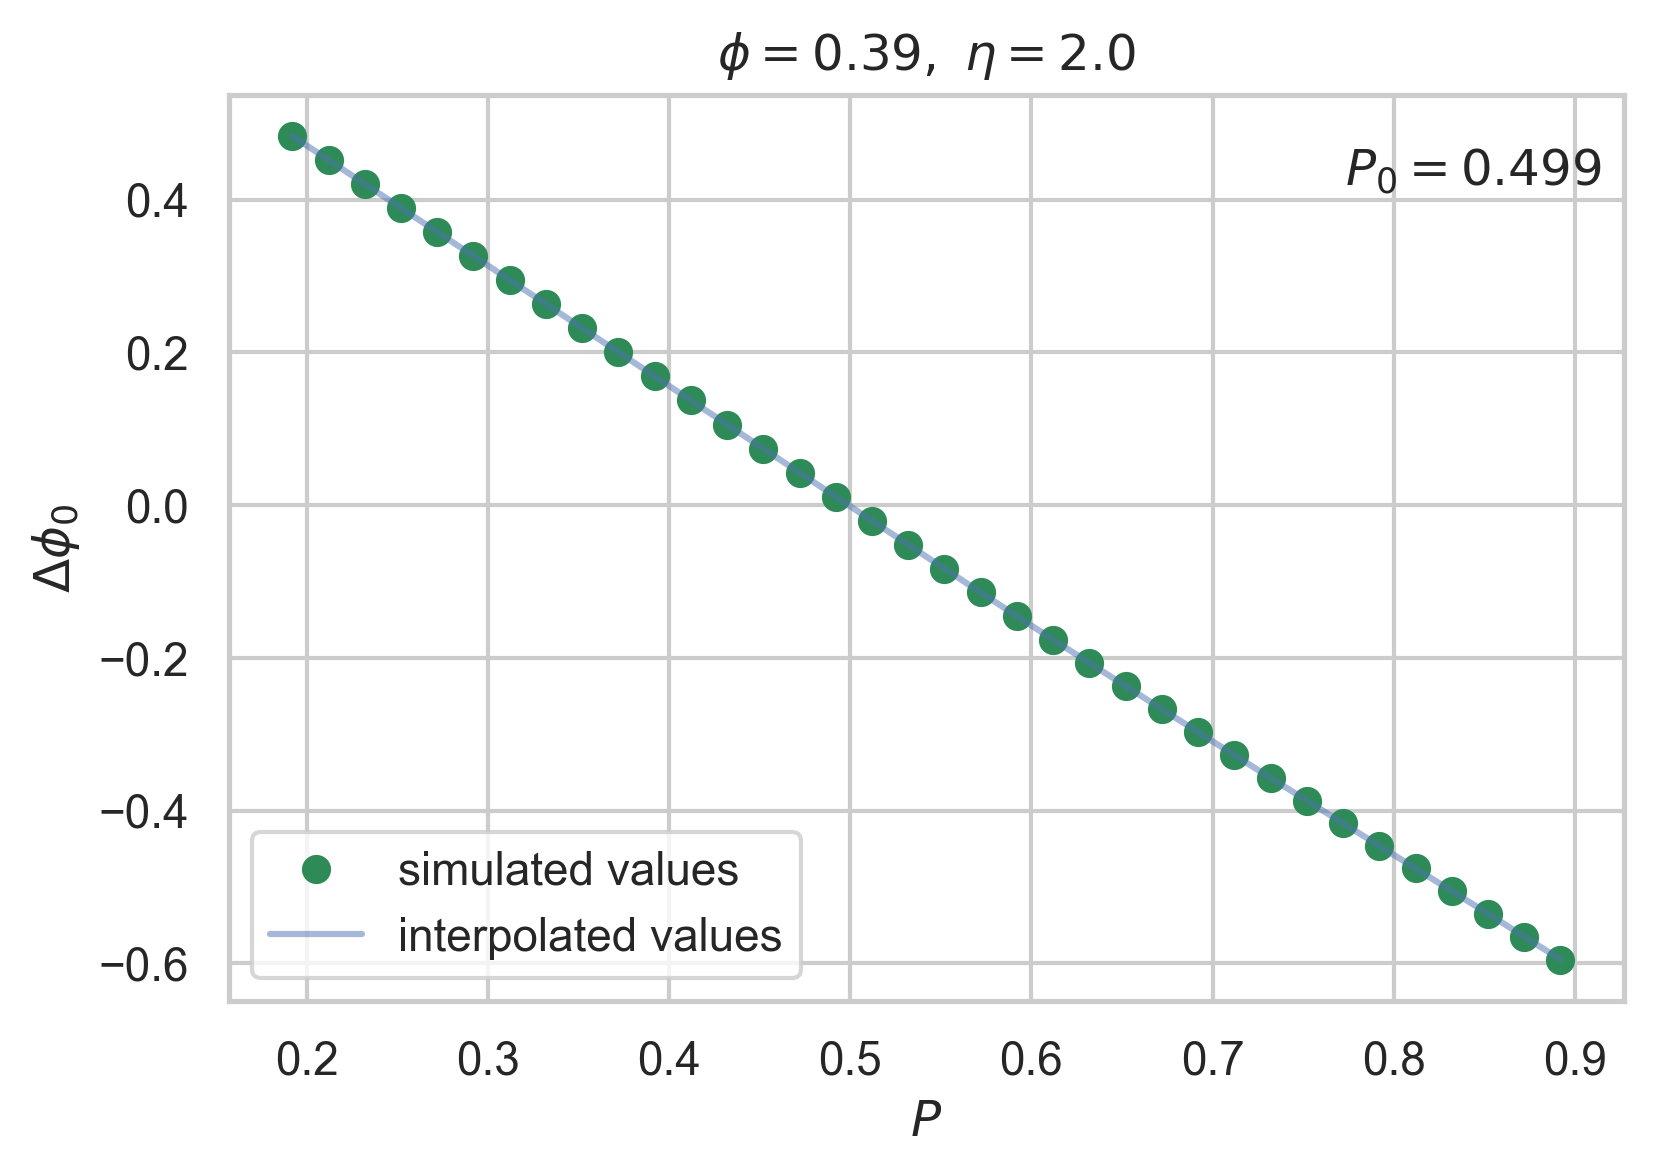 ϕ = 0.39, η = 2.0
P₀ = 0.499
Δϕ₀
0.4
0.2
0.0
−0.2
−0.4
−0.6
simulated values
interpolated values
0.2 0.3 0.4 0.5 0.6 0.7 0.8 0.9
P